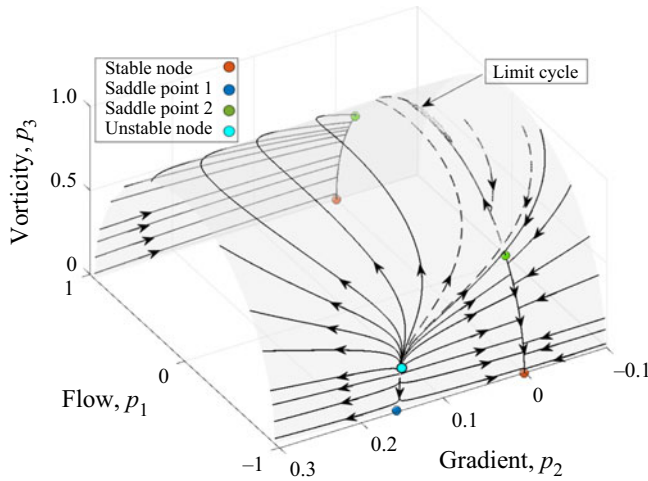 Stable node
Saddle point 1
Saddle point 2
Unstable node
Limit cycle
Vorticity, p3
1.0
0.5
0
1
0
–1
Flow, p1
0.3
0.2
0.1
0
–0.1
Gradient, p2